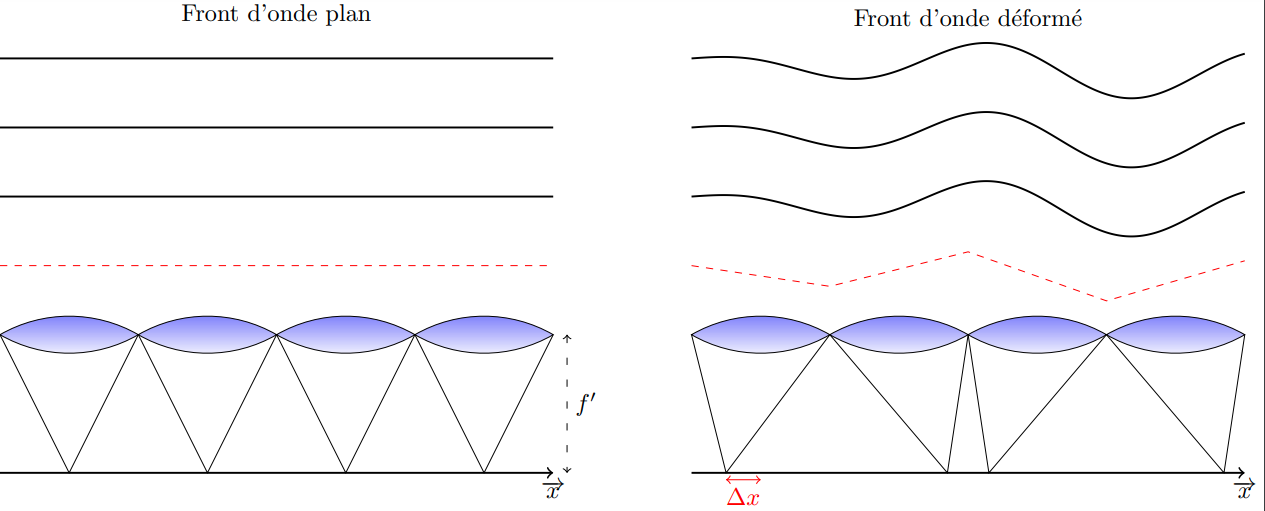 Front d'onde plan
Front d'onde déformé
f′
x
Δx
x